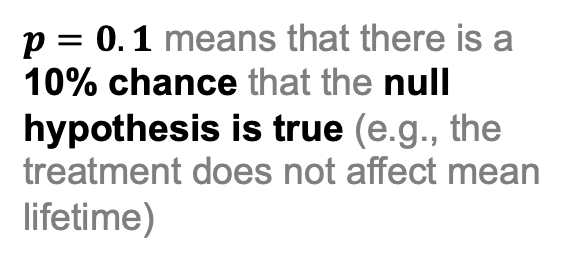 p = 0.1 means that there is a
10% chance that the null
hypothesis is true (e.g., the
treatment does not affect mean
lifetime)